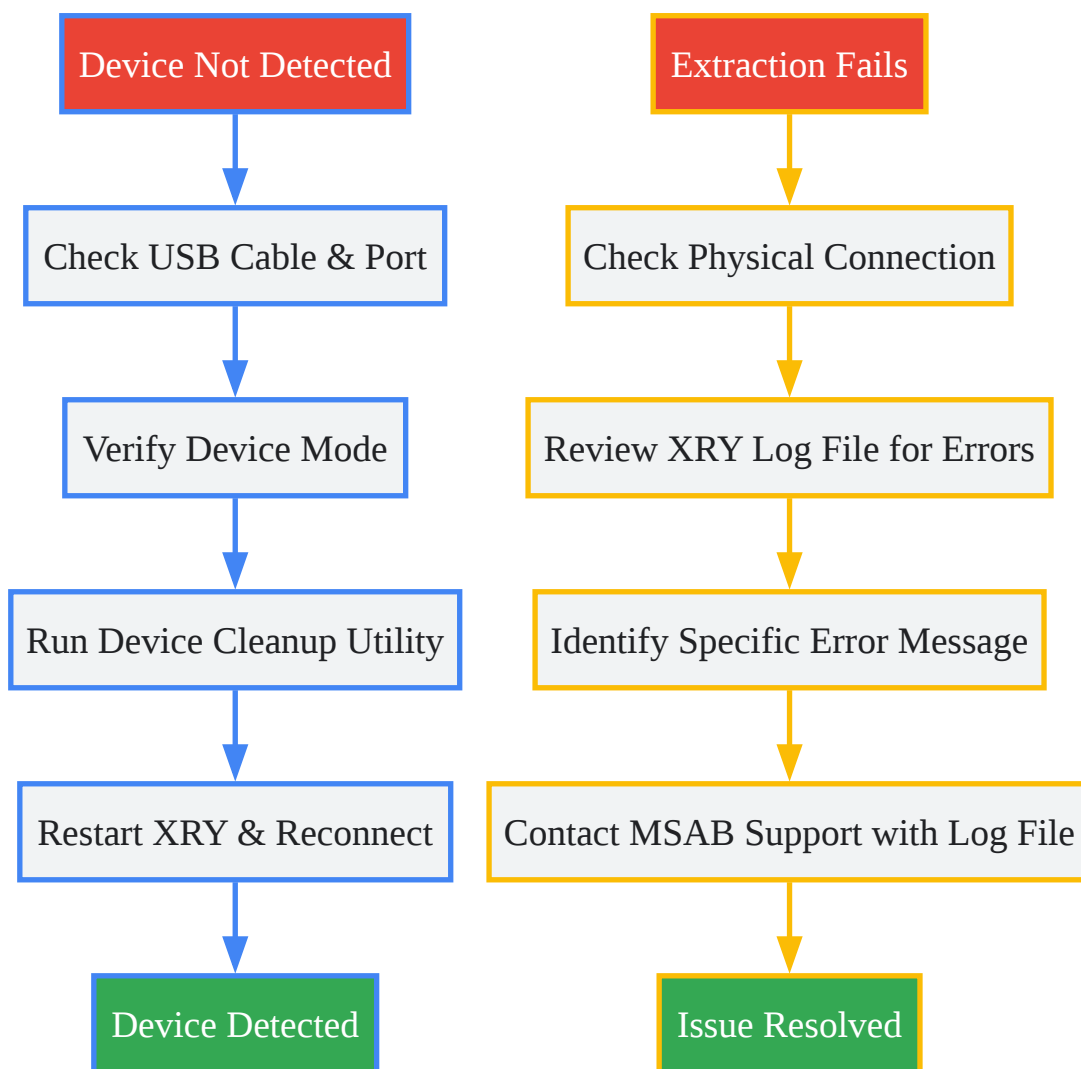 Device Not Detected
Check USB Cable & Port
Verify Device Mode
Run Device Cleanup Utility
Restart XRY & Reconnect
Device Detected
Extraction Fails
Check Physical Connection
Review XRY Log File for Errors
Identify Specific Error Message
Contact MSAB Support with Log File
Issue Resolved